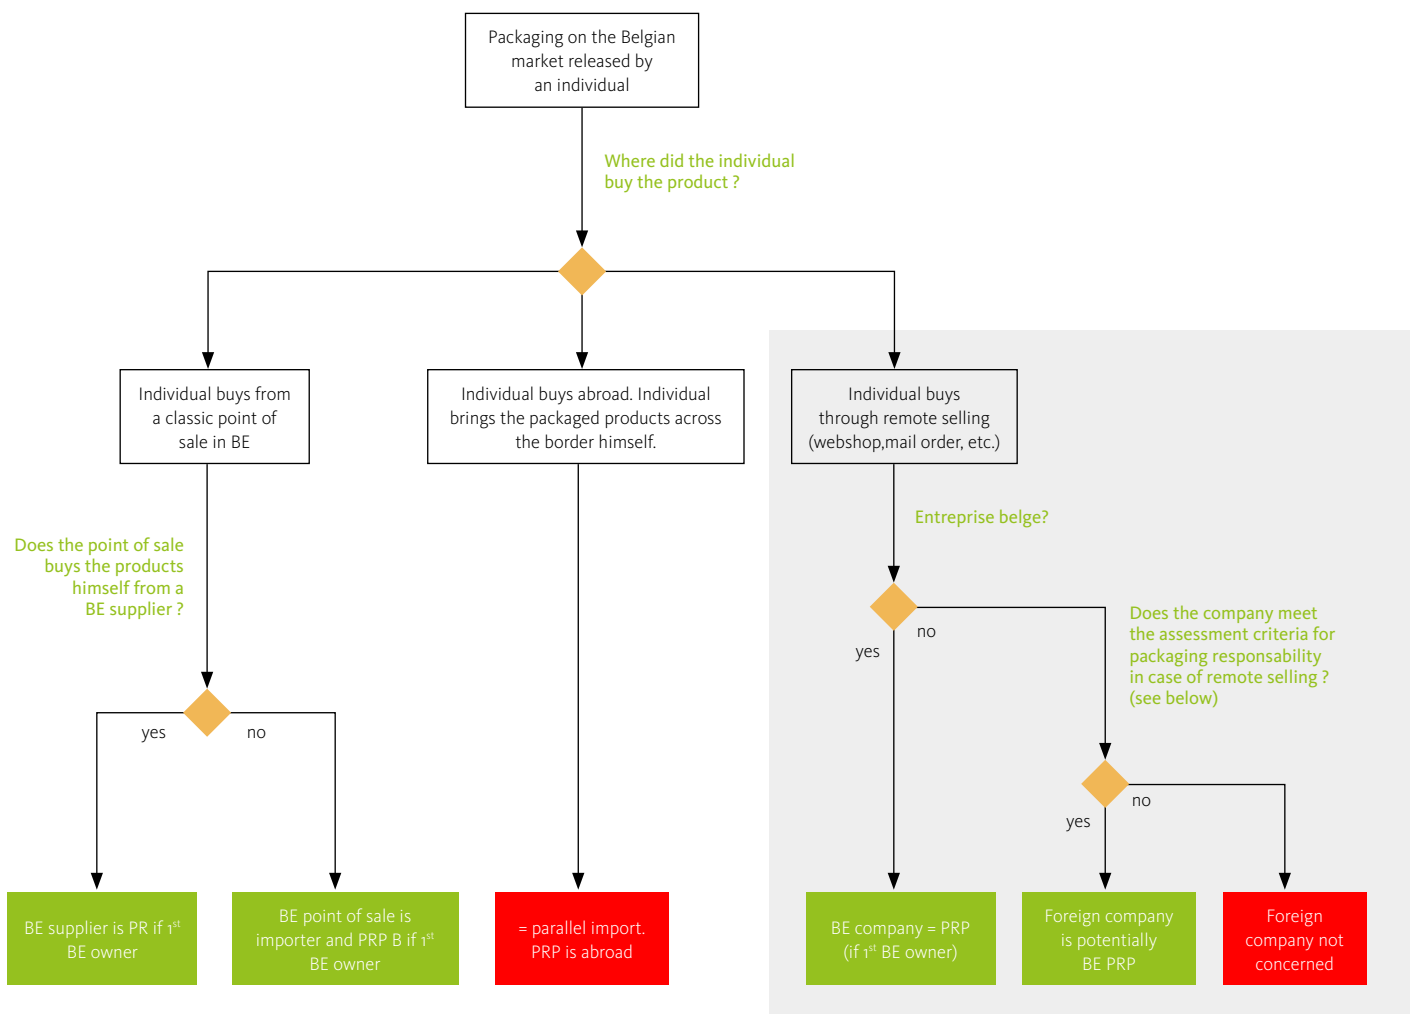 Packaging on the Belgian
market released by
an individual
Where did the individual
buy the product ?
Individual buys from
a classic point of
sale in BE
Individual buys abroad. Individual
brings the packaged products across
the border himself.
Individual buys
through remote selling
(webshop,mail order, etc.)
Does the point of sale
buys the products
himself from a
BE supplier ?
Entreprise belge?
yes
no
Does the company meet
the assessment criteria for
packaging responsability
in case of remote selling ?
(see below)
yes
no
yes
no
BE supplier is PR if 1st
BE owner
BE point of sale is
importer and PRP B if 1st
BE owner
= parallel import.
PRP is abroad
BE company = PRP
(if 1st BE owner)
Foreign company
is potentially
BE PRP
Foreign
company not
concerned